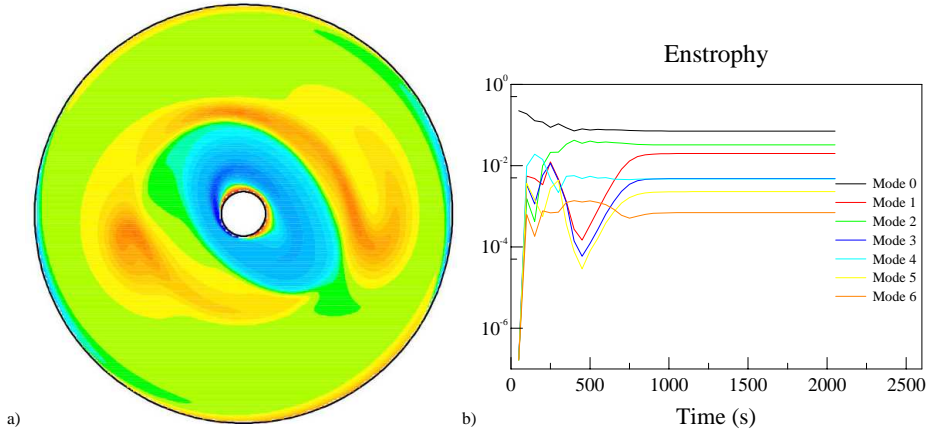 a)
b)
Enstrophy
10^0
10^-2
10^-4
10^-6
0
500
1000
1500
2000
2500
Time (s)
Mode 0
Mode 1
Mode 2
Mode 3
Mode 4
Mode 5
Mode 6